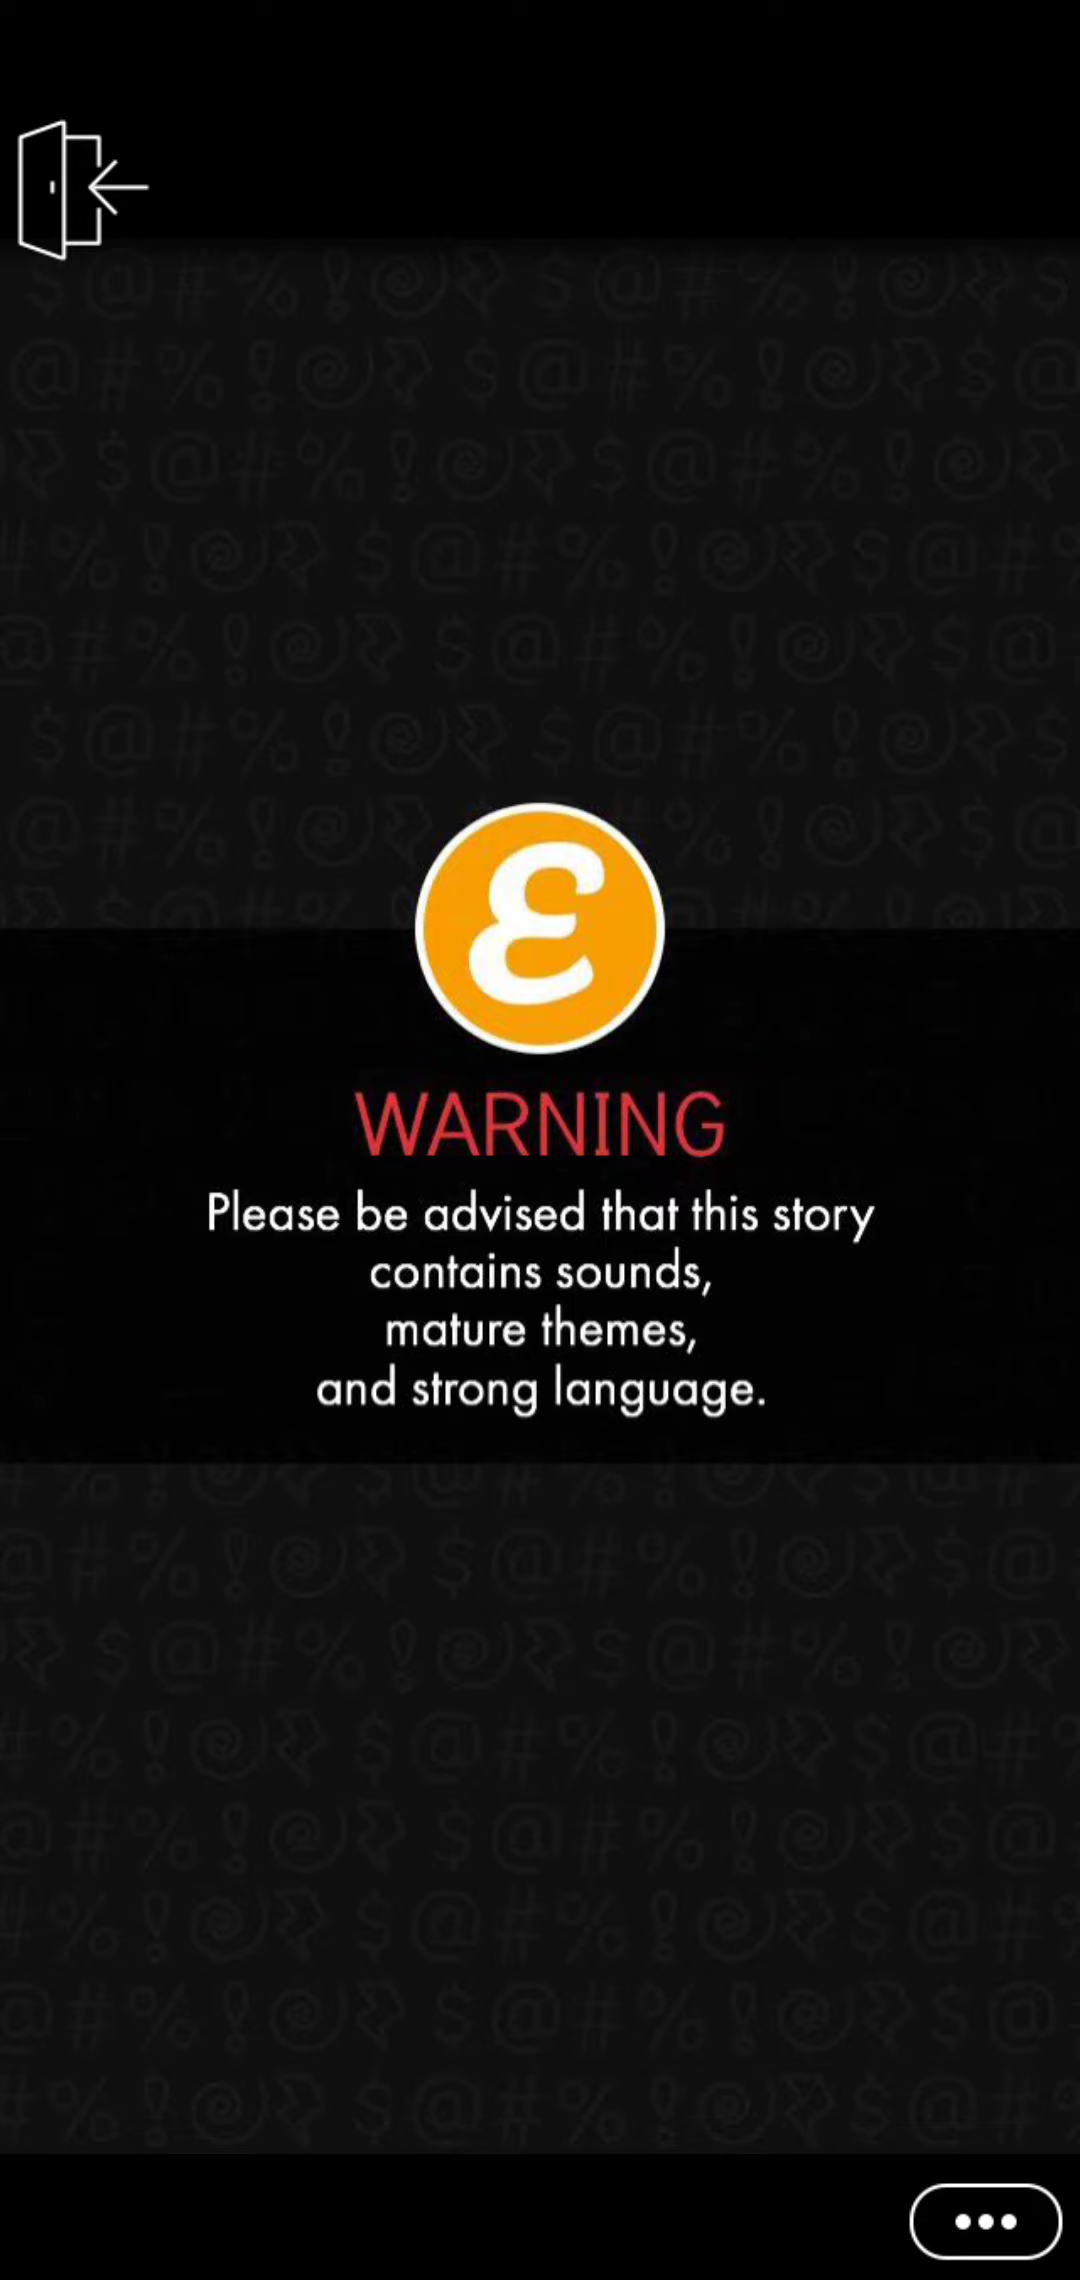 $@#%! $@#%! $
@#%! $@#%! $@
$@#%! $@#%!
#%! $@#%! $@#
@#%! $@#%! $@
$@#%! $@#%! $
@#%! %! $@
ε
WARNING
Please be advised that this story
contains sounds,
mature themes,
and strong language.
@#%! $@#%! $@
$@#%! $@#%!
#%! $@#%! $@#
@#%! $@#%! $@
#%! $@#%! $@#
@#%! $@#%! $@
#%! $@#%! $@#